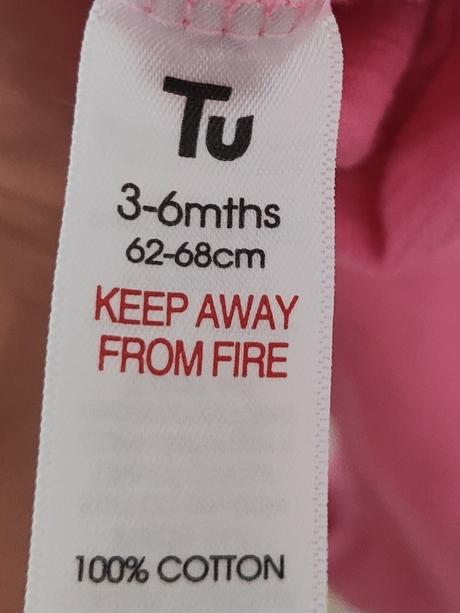 Tu
3-6mths
62-68cm
KEEP AWAY
FROM FIRE
100% COTTON